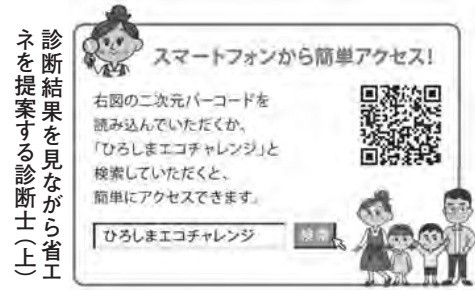 診断結果を見ながら省エ
ネを提案する診断士（上）
スマートフォンから簡単アクセス！
右図の二次元バーコードを
読み込んでいただくか、
「ひろしまエコチャレンジ」と
検索していただくと、
簡単にアクセスできます。
ひろしまエコチャレンジ
検索